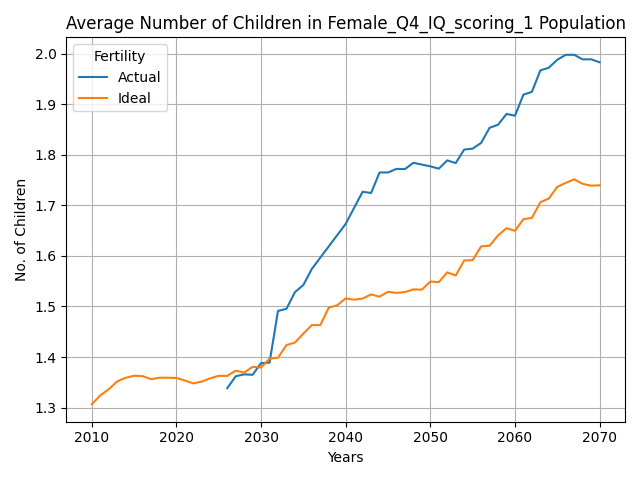 Average Number of Children in Female_Q4_IQ_scoring_1 Population
Fertility
Actual
Ideal
No. of Children
2.0
1.9
1.8
1.7
1.6
1.5
1.4
1.3
2010 2020 2030 2040 2050 2060 2070
Years